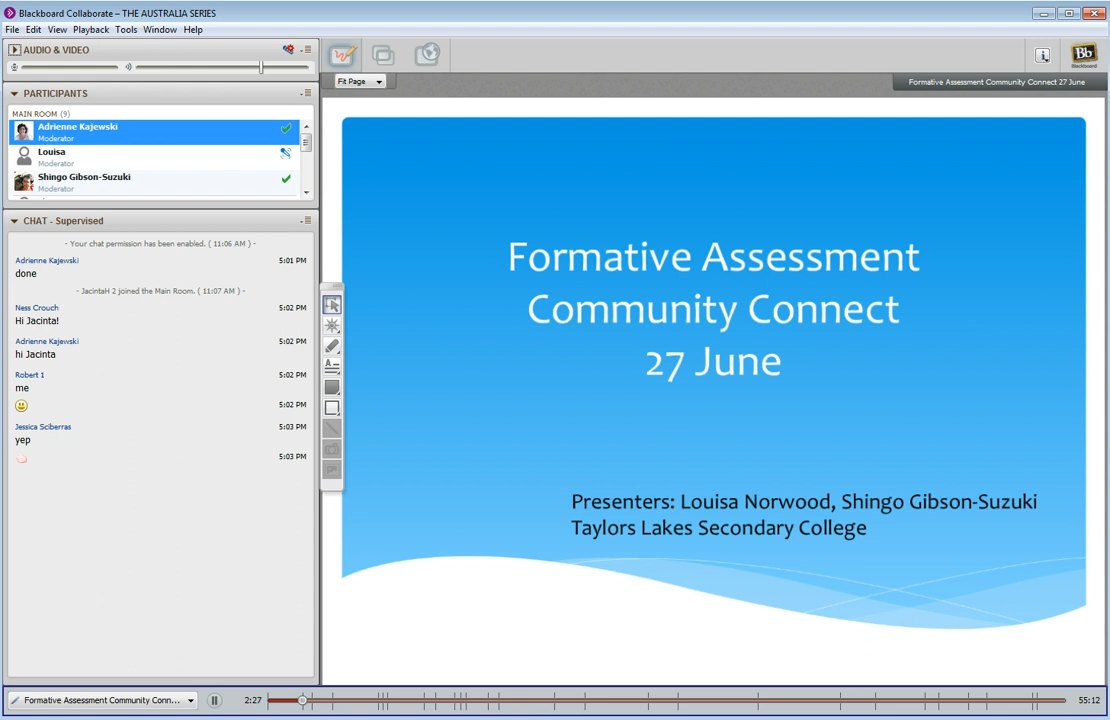 Blackboard Collaborate – THE AUSTRALIA SERIES
File Edit View Playback Tools Window Help
AUDIO & VIDEO
PARTICIPANTS
MAIN ROOM (9)
Adrienne Kajewski
Moderator
Louisa
Moderator
Shingo Gibson-Suzuki
Moderator
CHAT - Supervised
- Your chat permission has been enabled. ( 11:06 AM ) -
Adrienne Kajewski 5:01 PM
done
- JacintaH 2 joined the Main Room. ( 11:07 AM ) -
Ness Crouch 5:02 PM
Hi Jacinta!
Adrienne Kajewski 5:02 PM
hi Jacinta
Robert 1 5:02 PM
me
5:02 PM
Jessica Sciberras 5:03 PM
yep
5:03 PM
Bb
Blackboard
Fit Page
Formative Assessment Community Connect 27 June
Formative Assessment
Community Connect
27 June
Presenters: Louisa Norwood, Shingo Gibson-Suzuki
Taylors Lakes Secondary College
Formative Assessment Community Conn... 2:27 55:12